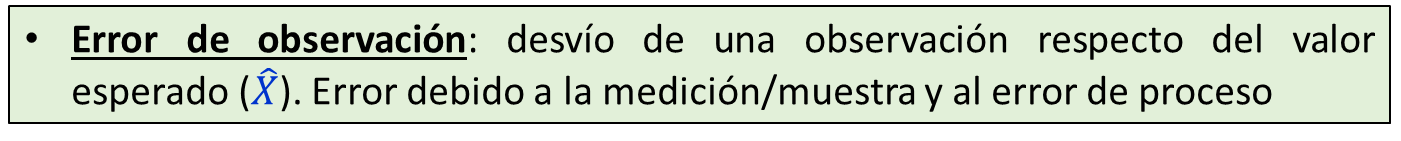 • Error de observación: desvío de una observación respecto del valor
esperado (X̂). Error debido a la medición/muestra y al error de proceso